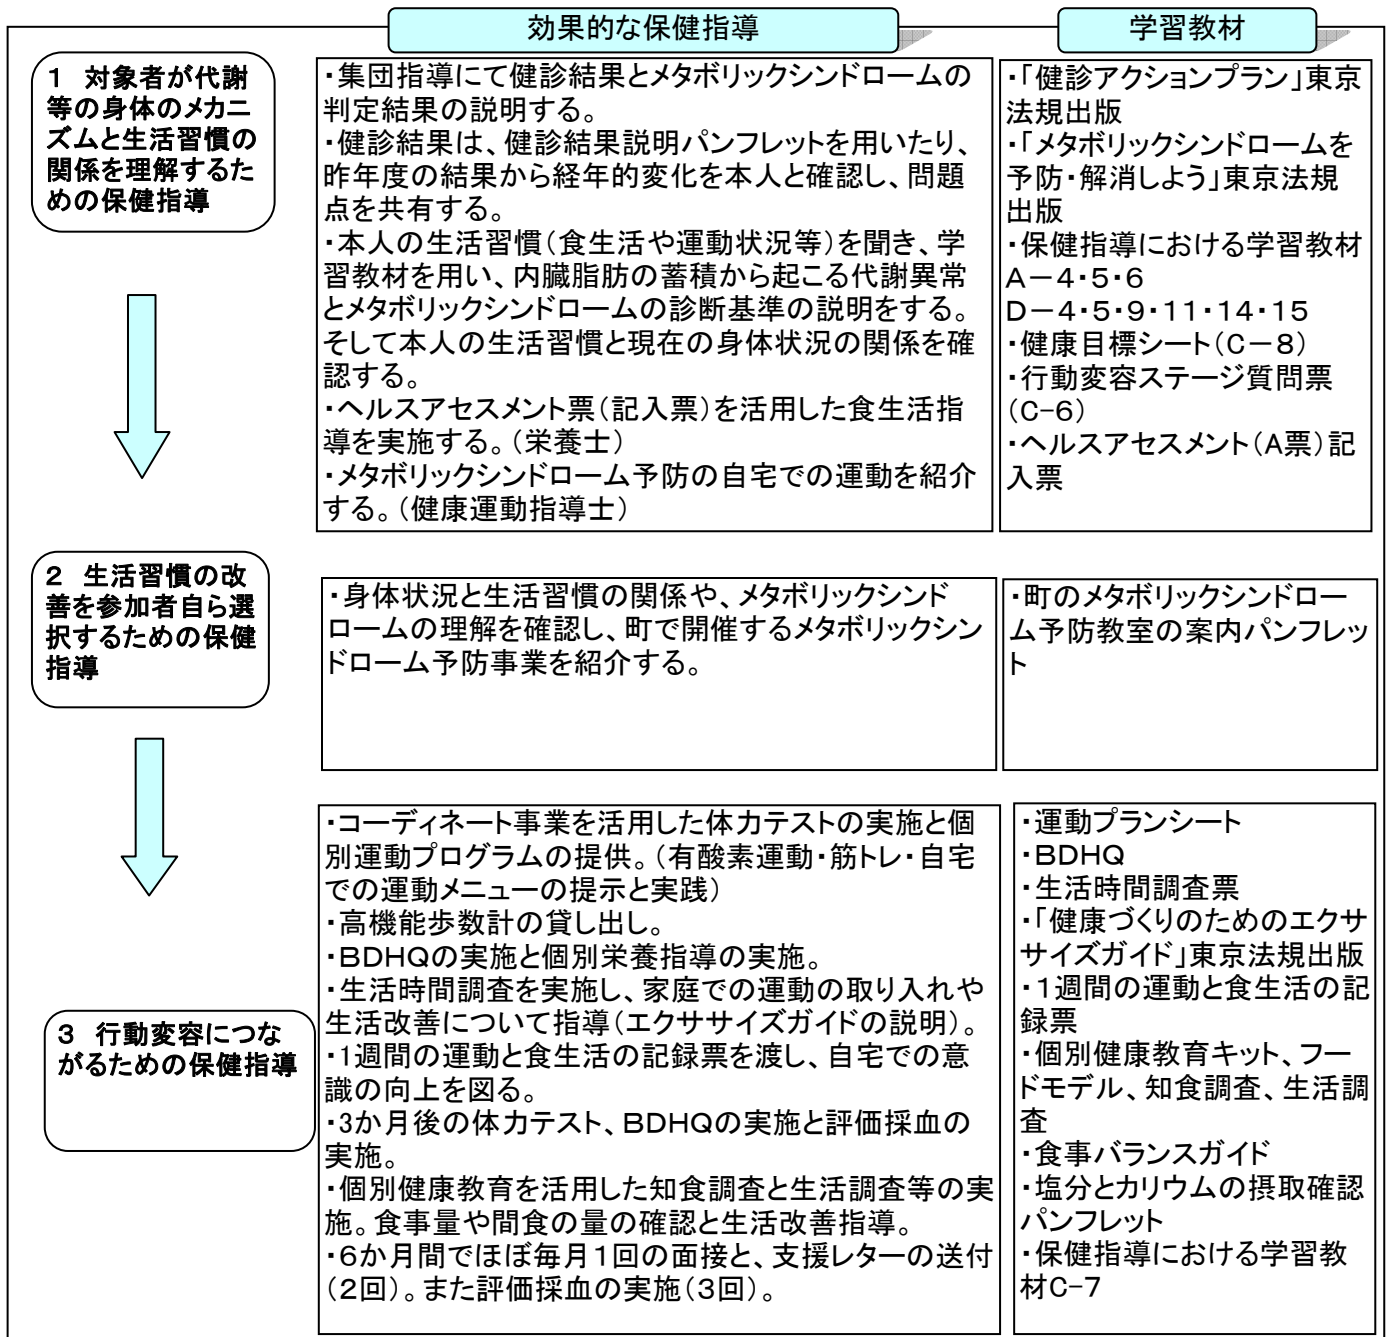 効果的な保健指導
学習教材
１　対象者が代謝
等の身体のメカニ
ズムと生活習慣の
関係を理解するた
めの保健指導
・集団指導にて健診結果とメタボリックシンドロームの
判定結果の説明する。
・健診結果は、健診結果説明パンフレットを用いたり、
昨年度の結果から経年的変化を本人と確認し、問題
点を共有する。
・本人の生活習慣（食生活や運動状況等）を聞き、学
習教材を用い、内臓脂肪の蓄積から起こる代謝異常
とメタボリックシンドロームの診断基準の説明をする。
そして本人の生活習慣と現在の身体状況の関係を確
認する。
・ヘルスアセスメント票（記入票）を活用した食生活指
導を実施する。（栄養士）
・メタボリックシンドローム予防の自宅での運動を紹介
する。（健康運動指導士）
・「健診アクションプラン」東京
法規出版
・「メタボリックシンドロームを
予防・解消しよう」東京法規
出版
・保健指導における学習教材
Ａ－４・５・６
Ｄ－４・５・９・１１・１４・１５
・健康目標シート（Ｃ－８）
・行動変容ステージ質問票
（C-6）
・ヘルスアセスメント（A票）記
入票
２　生活習慣の改
善を参加者自ら選
択するための保健
指導
・身体状況と生活習慣の関係や、メタボリックシンド
ロームの理解を確認し、町で開催するメタボリックシン
ドローム予防事業を紹介する。
・町のメタボリックシンドロー
ム予防教室の案内パンフレッ
ト
３　行動変容につな
がるための保健指導
・コーディネート事業を活用した体力テストの実施と個
別運動プログラムの提供。（有酸素運動・筋トレ・自宅
での運動メニューの提示と実践）
・高機能歩数計の貸し出し。
・ＢＤＨＱの実施と個別栄養指導の実施。
・生活時間調査を実施し、家庭での運動の取り入れや
生活改善について指導（エクササイズガイドの説明）。
・1週間の運動と食生活の記録票を渡し、自宅での意
識の向上を図る。
・3か月後の体力テスト、ＢＤＨＱの実施と評価採血の
実施。
・個別健康教育を活用した知食調査と生活調査等の実
施。食事量や間食の量の確認と生活改善指導。
・６か月間でほぼ毎月１回の面接と、支援レターの送付
（２回）。また評価採血の実施（３回）。
・運動プランシート
・ＢＤＨＱ
・生活時間調査票
・「健康づくりのためのエクサ
サイズガイド」東京法規出版
・１週間の運動と食生活の記
録票
・個別健康教育キット、フー
ドモデル、知食調査、生活調
査
・食事バランスガイド
・塩分とカリウムの摂取確認
パンフレット
・保健指導における学習教
材C-7